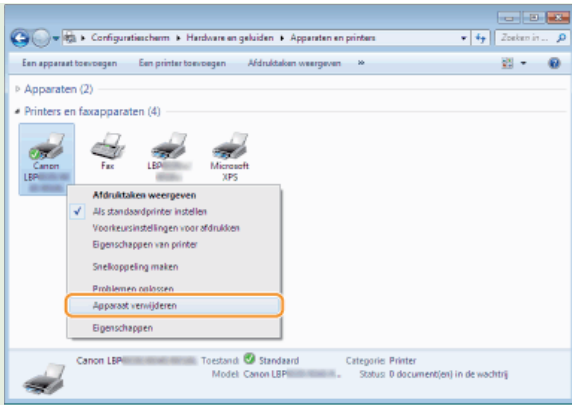 Configuratiescherm ▸ Hardware en geluiden ▸ Apparaten en printers
Zoeken in ...
Een apparaat toevoegen Een printer toevoegen Afdruktaken weergeven »
Apparaten (2)
Printers en faxapparaten (4)
Canon LBP
Fax
LBP
Microsoft XPS
Afdruktaken weergeven
Als standaardprinter instellen
Voorkeursinstellingen voor afdrukken
Eigenschappen van printer
Snelkoppeling maken
Problemen oplossen
Apparaat verwijderen
Eigenschappen
Canon LBP Toestand: Standaard Categorie: Printer
Model: Canon LBP Status: 0 document(en) in de wachtrij